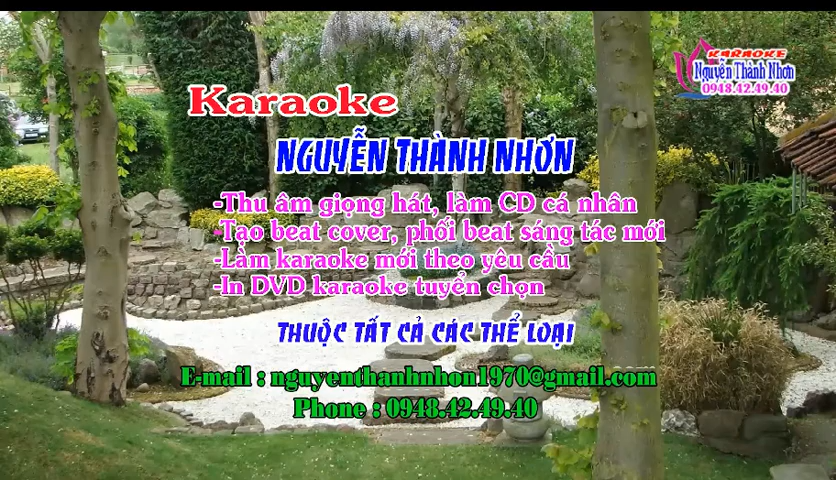 KARAOKE
Nguyễn Thành Nhơn
0948.42.49.40
Karaoke
NGUYỄN THÀNH NHƠN
-Thu âm giọng hát, làm CD cá nhân
-Tạo beat cover, phối beat sáng tác mới
-Làm karaoke mới theo yêu cầu
-In DVD karaoke tuyển chọn
THUỘC TẤT CẢ CÁC THỂ LOẠI
E-mail : nguyenthanhnhon1970@gmail.com
Phone : 0948.42.49.40